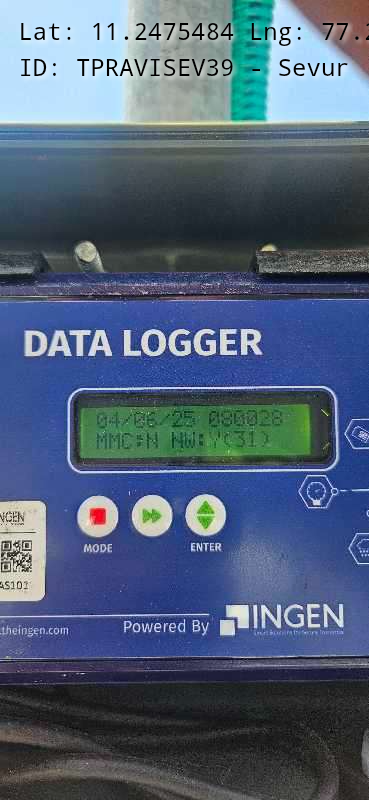 Lat: 11.2475484 Lng: 77.2
ID: TPRAVISEV39 - Sevur
DATA LOGGER
04/06/25 080028
MMC:N NW:Y(31)
MODE
ENTER
INGEN
AS101
theingen.com
Powered By INGEN